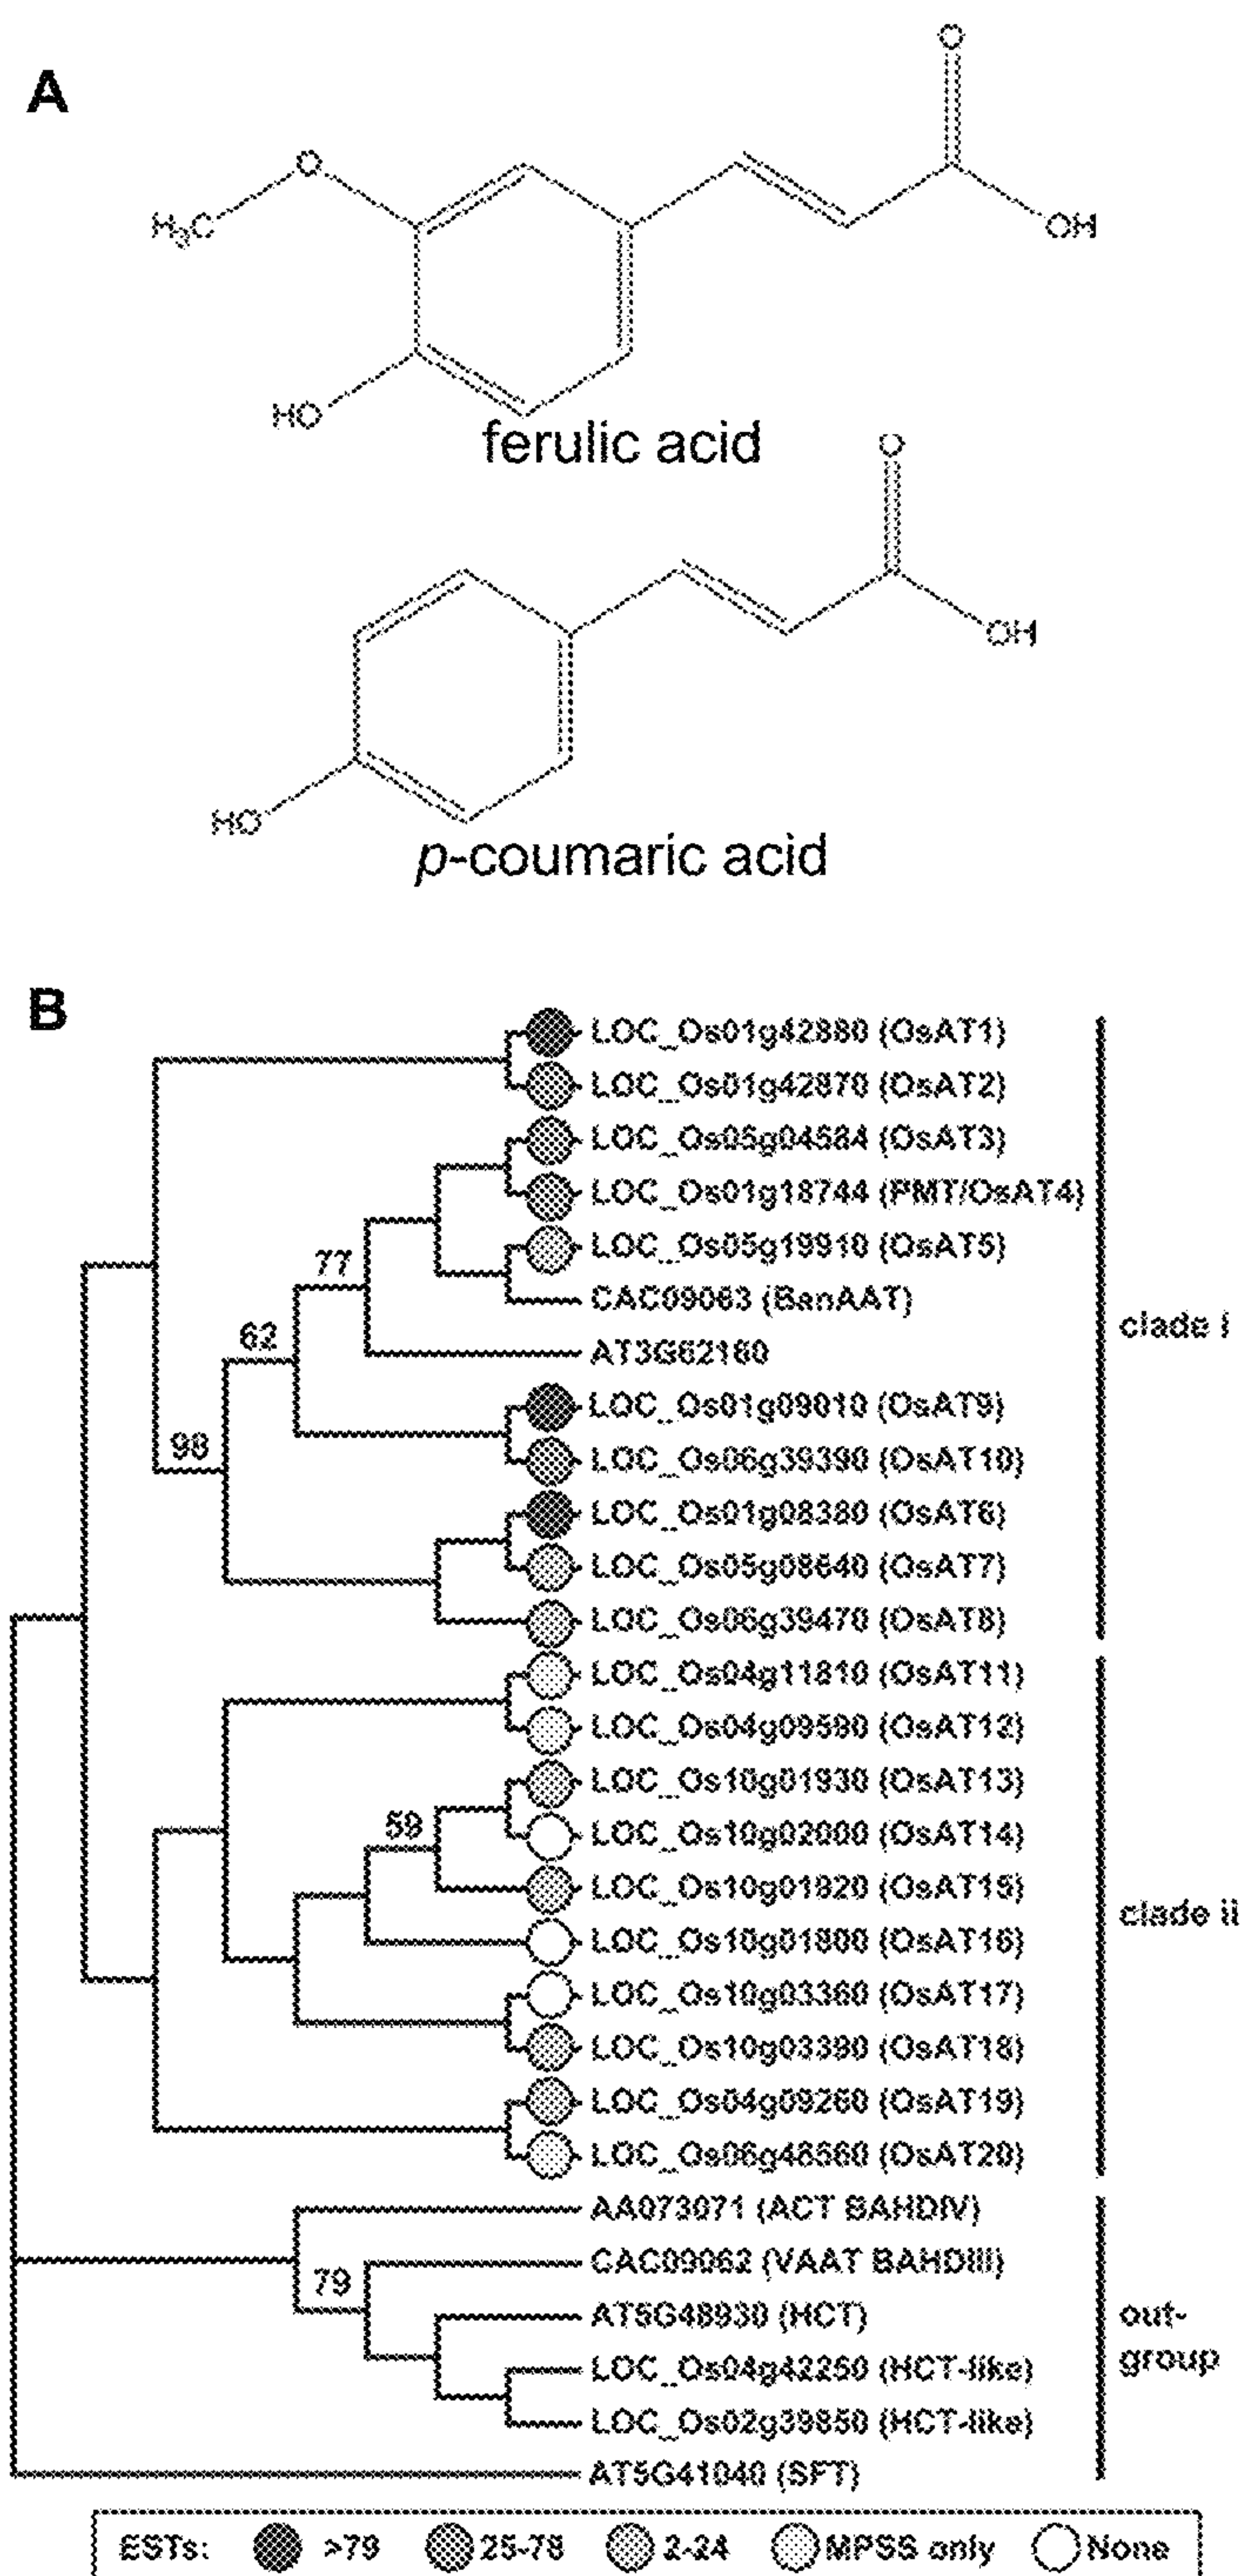 A
O
O
H3C
OH
HO
ferulic acid
O
OH
HO
p-coumaric acid
B
LOC_Os01g42880 (OsAT1)
LOC_Os01g42870 (OsAT2)
LOC_Os05g04584 (OsAT3)
LOC_Os01g18744 (PMT/OsAT4)
77
LOC_Os05g19910 (OsAT5)
CAC09063 (BanAAT)
clade i
62
AT3G62160
LOC_Os01g09010 (OsAT9)
98
LOC_Os06g39390 (OsAT10)
LOC_Os01g08380 (OsAT6)
LOC_Os05g08640 (OsAT7)
LOC_Os06g39470 (OsAT8)
LOC_Os04g11810 (OsAT11)
LOC_Os04g09590 (OsAT12)
LOC_Os10g01930 (OsAT13)
59
LOC_Os10g02000 (OsAT14)
LOC_Os10g01920 (OsAT15)
clade ii
LOC_Os10g01800 (OsAT16)
LOC_Os10g03360 (OsAT17)
LOC_Os10g03390 (OsAT18)
LOC_Os04g09260 (OsAT19)
LOC_Os06g48560 (OsAT20)
AA073071 (ACT BAHDIV)
CAC09062 (VAAT BAHDIII)
79
AT5G48930 (HCT)
out-
group
LOC_Os04g42250 (HCT-like)
LOC_Os02g39850 (HCT-like)
AT5G41040 (SFT)
ESTs: >79 25-78 2-24 MPSS only None